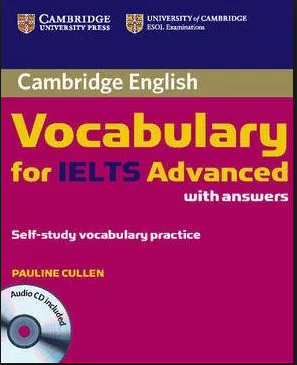 CAMBRIDGE
UNIVERSITY PRESS
UNIVERSITY of CAMBRIDGE
ESOL Examinations
Cambridge English
Vocabulary
for IELTS Advanced
with answers
Self-study vocabulary practice
PAULINE CULLEN
Audio CD included